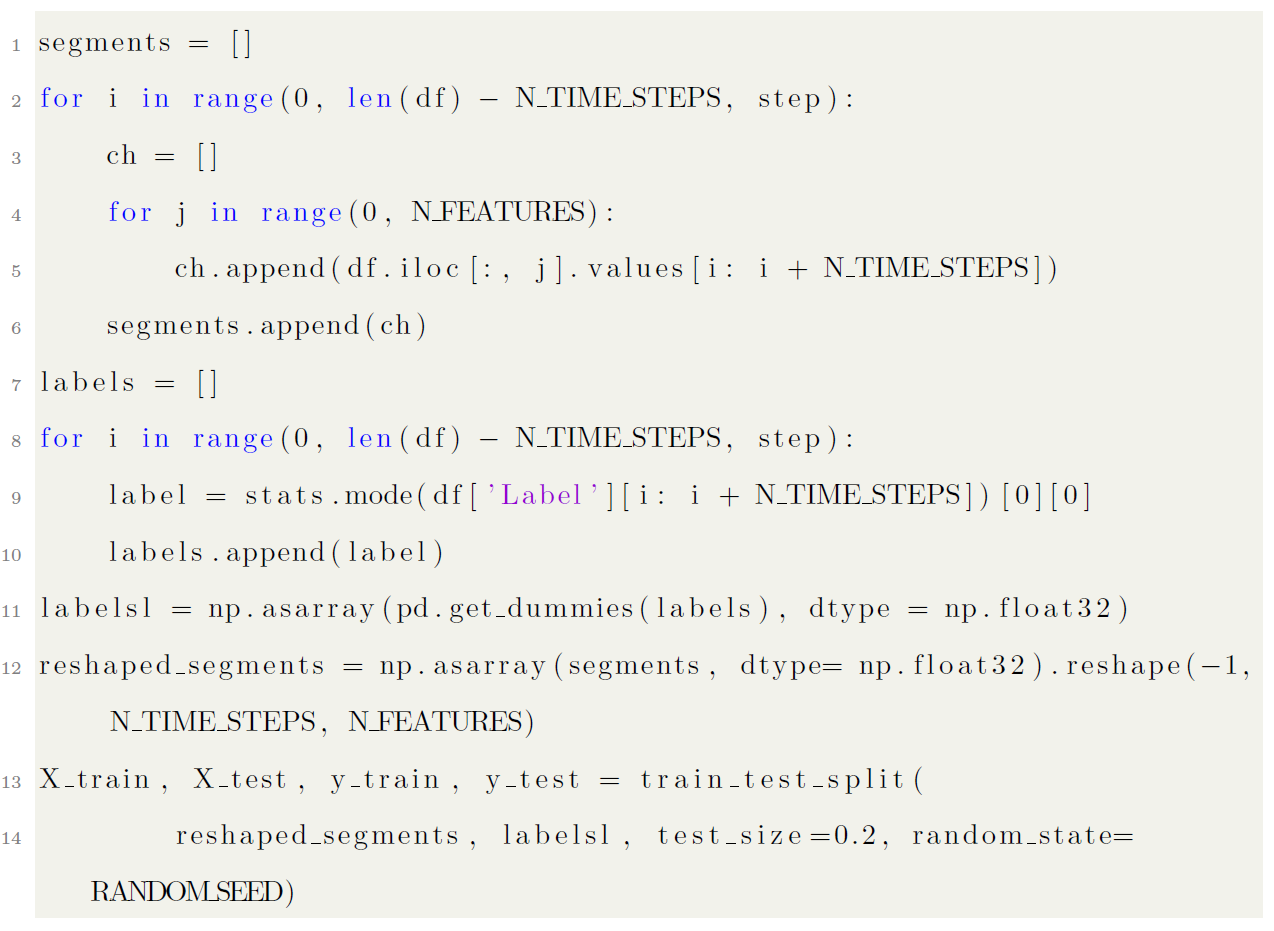 1 segments = []
2 for i in range(0, len(df) - N_TIME_STEPS, step):
3 ch = []
4 for j in range(0, N_FEATURES):
5 ch.append(df.iloc[:, j].values[i: i + N_TIME_STEPS])
6 segments.append(ch)
7 labels = []
8 for i in range(0, len(df) - N_TIME_STEPS, step):
9 label = stats.mode(df['Label'][i: i + N_TIME_STEPS])[0][0]
10 labels.append(label)
11 labelsl = np.asarray(pd.get_dummies(labels), dtype = np.float32)
12 reshaped_segments = np.asarray(segments, dtype= np.float32).reshape(-1,
N_TIME_STEPS, N_FEATURES)
13 X_train, X_test, y_train, y_test = train_test_split(
14 reshaped_segments, labelsl, test_size=0.2, random_state=
RANDOM_SEED)